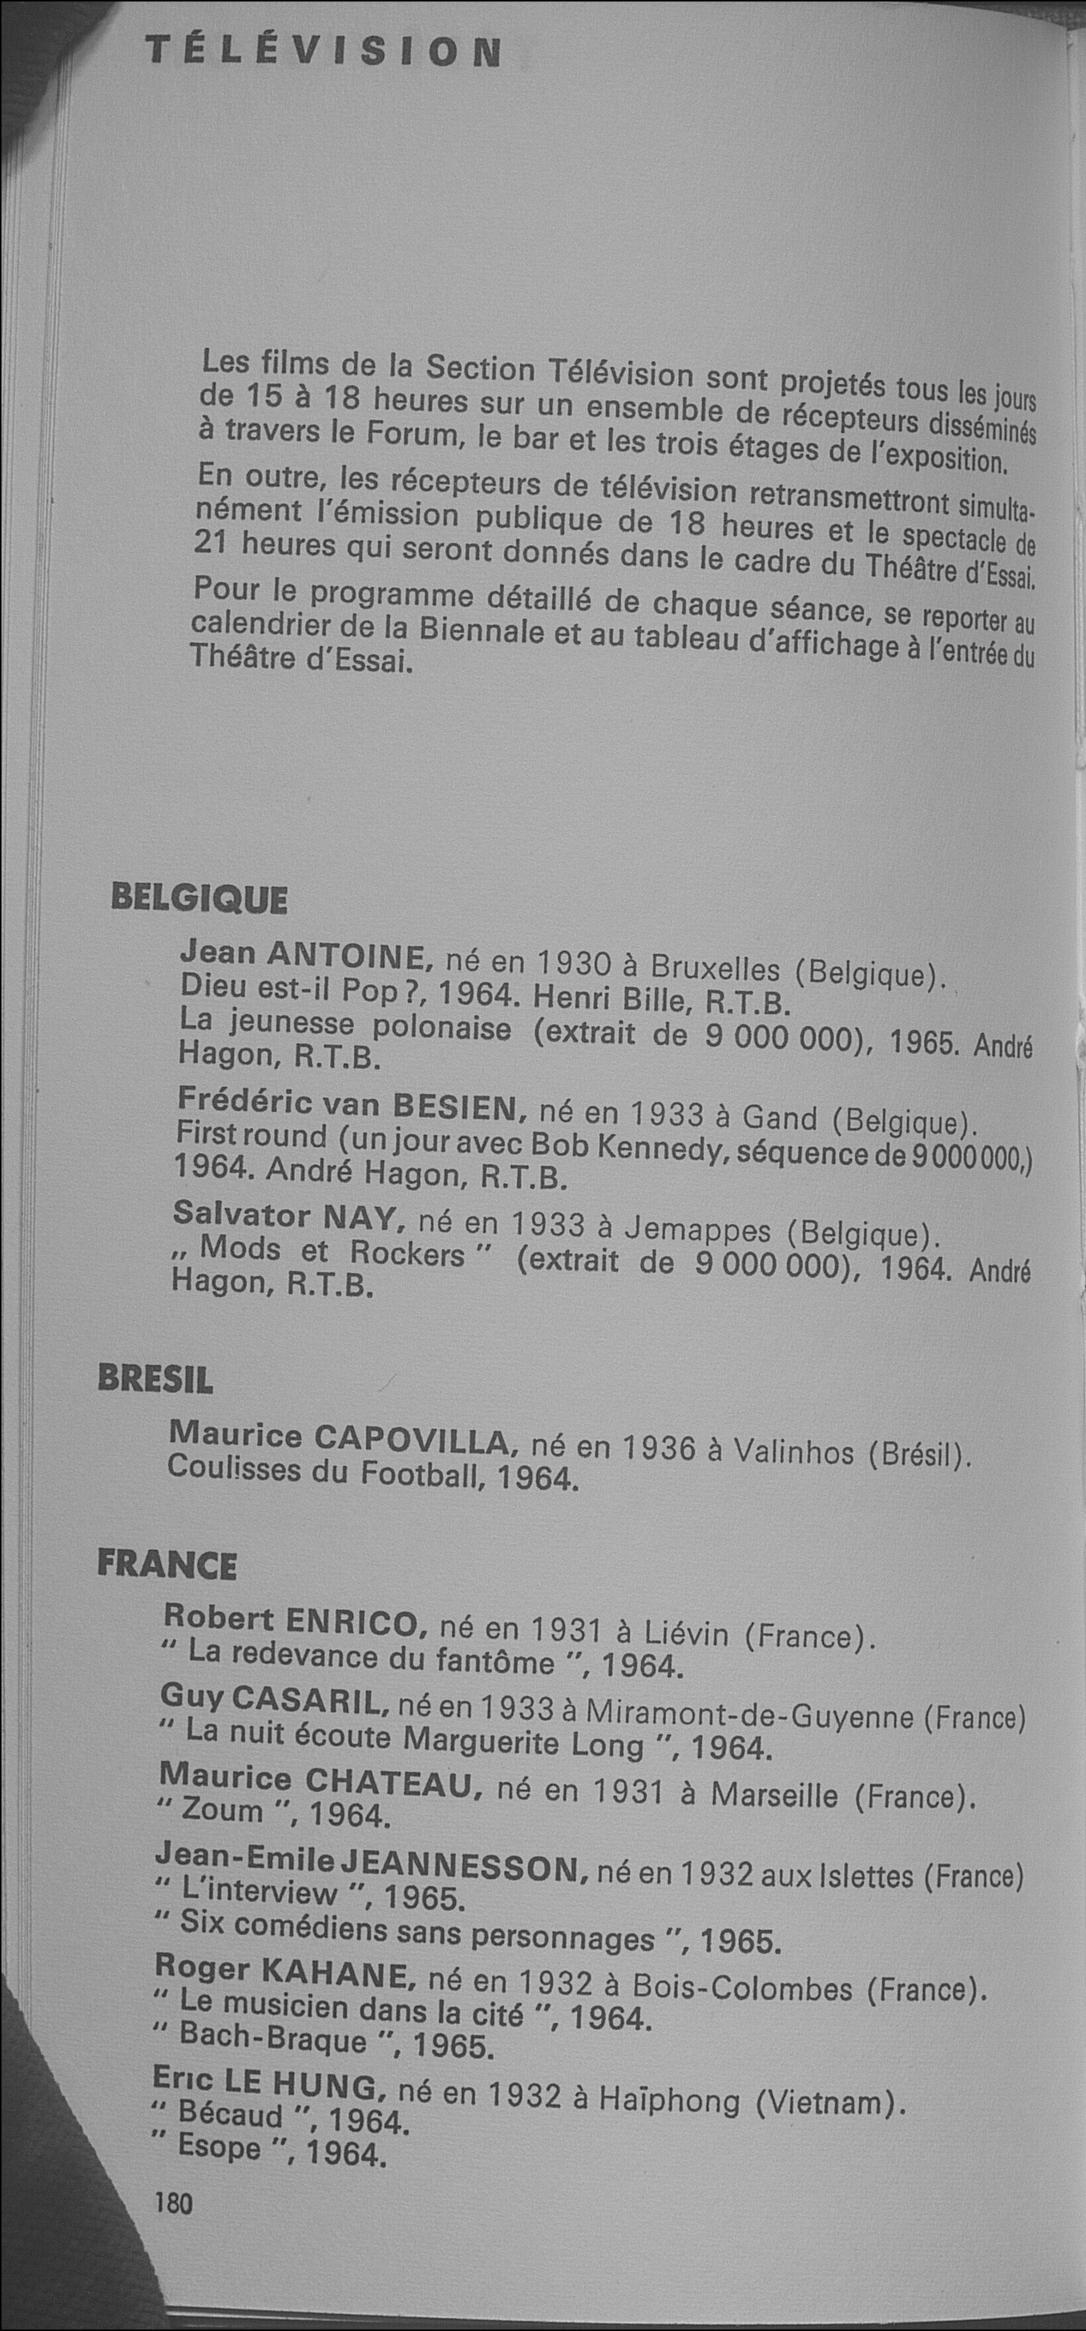 TÉLÉVISION
Les films de la Section Télévision sont projetés tous les jours
de 15 à 18 heures sur un ensemble de récepteurs disséminés
à travers le Forum, le bar et les trois étages de l'exposition.
En outre, les récepteurs de télévision retransmettront simulta-
nément l'émission publique de 18 heures et le spectacle de
21 heures qui seront donnés dans le cadre du Théâtre d'Essai.
Pour le programme détaillé de chaque séance, se reporter au
calendrier de la Biennale et au tableau d'affichage à l'entrée du
Théâtre d'Essai.
BELGIQUE
Jean ANTOINE, né en 1930 à Bruxelles (Belgique).
Dieu est-il Pop ?, 1964. Henri Bille, R.T.B.
La jeunesse polonaise (extrait de 9 000 000), 1965. André
Hagon, R.T.B.
Frédéric van BESIEN, né en 1933 à Gand (Belgique).
First round (un jour avec Bob Kennedy, séquence de 9 000 000,)
1964. André Hagon, R.T.B.
Salvator NAY, né en 1933 à Jemappes (Belgique).
„ Mods et Rockers " (extrait de 9 000 000), 1964. André
Hagon, R.T.B.
BRESIL
Maurice CAPOVILLA, né en 1936 à Valinhos (Brésil).
Coulisses du Football, 1964.
FRANCE
Robert ENRICO, né en 1931 à Liévin (France).
" La redevance du fantôme ", 1964.
Guy CASARIL, né en 1933 à Miramont-de-Guyenne (France)
" La nuit écoute Marguerite Long ", 1964.
Maurice CHATEAU, né en 1931 à Marseille (France).
" Zoum ", 1964.
Jean-Emile JEANNESSON, né en 1932 aux Islettes (France)
" L'interview ", 1965.
" Six comédiens sans personnages ", 1965.
Roger KAHANE, né en 1932 à Bois-Colombes (France).
" Le musicien dans la cité ", 1964.
" Bach-Braque ", 1965.
Eric LE HUNG, né en 1932 à Haïphong (Vietnam).
" Bécaud ", 1964.
" Esope ", 1964.
180